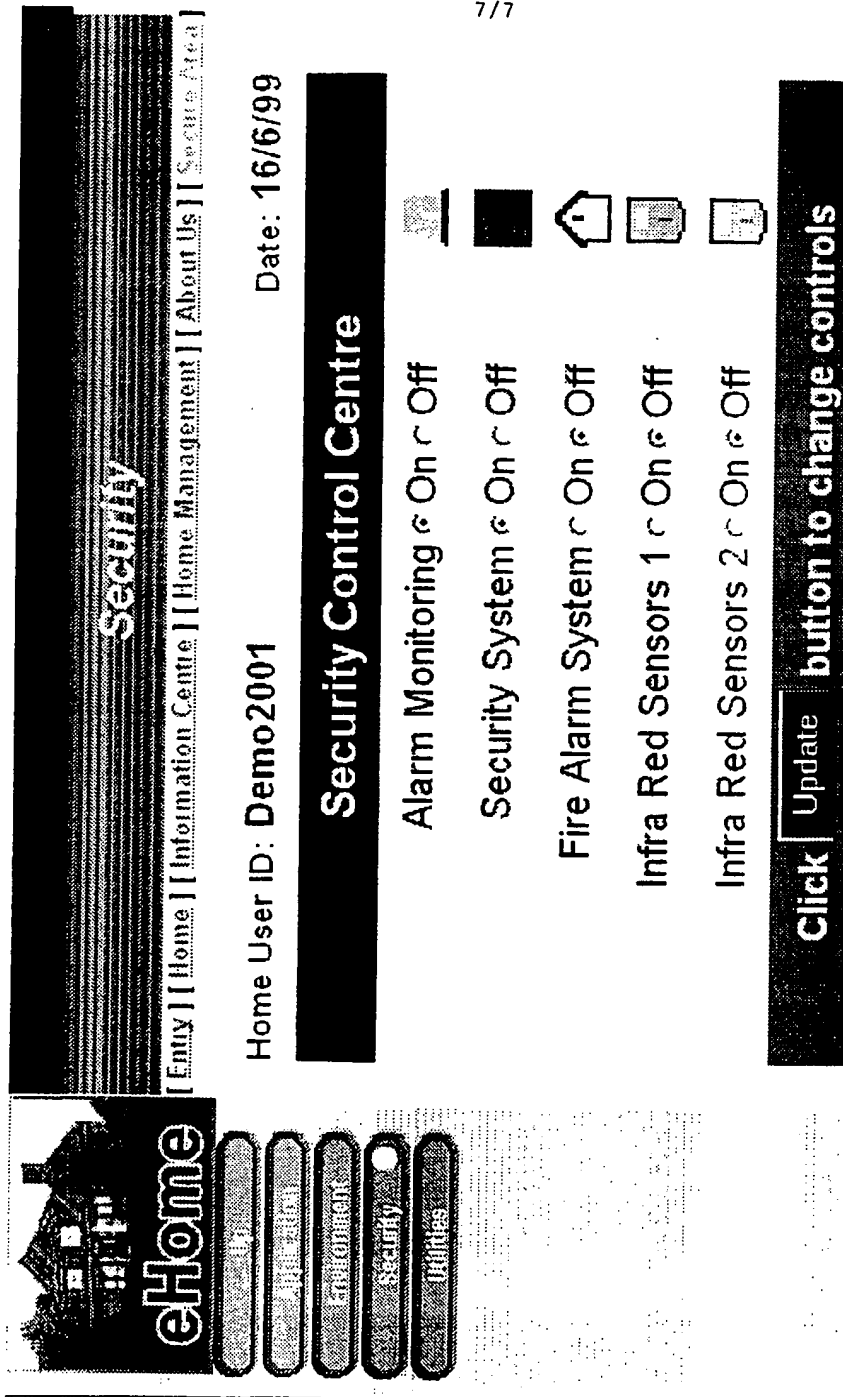 7/7
Security
[ Entry ] [ Home ] [ Information Centre ] [ Home Management ] [ About Us ] [ Secure Area ]
eHome
Up
Application
Environment
Security
Utilities
Home User ID: Demo2001 Date: 16/6/99
Security Control Centre
Alarm Monitoring On Off
Security System On Off
Fire Alarm System On Off
Infra Red Sensors 1 On Off
Infra Red Sensors 2 On Off
Click Update button to change controls